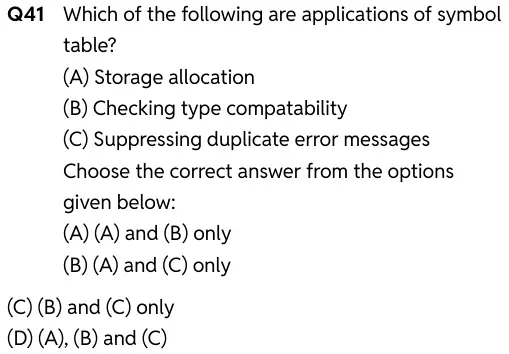 Q41 Which of the following are applications of symbol
table?
(A) Storage allocation
(B) Checking type compatability
(C) Suppressing duplicate error messages
Choose the correct answer from the options
given below:
(A) (A) and (B) only
(B) (A) and (C) only
(C) (B) and (C) only
(D) (A), (B) and (C)